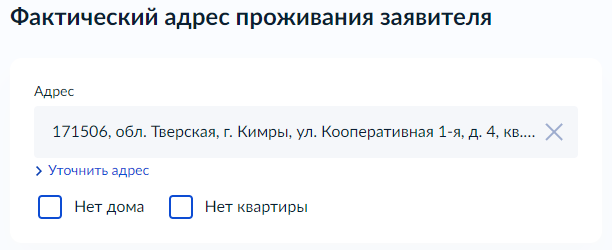 Фактический адрес проживания заявителя
Адрес
171506, обл. Тверская, г. Кимры, ул. Кооперативная 1-я, д. 4, кв....
Уточнить адрес
Нет дома Нет квартиры